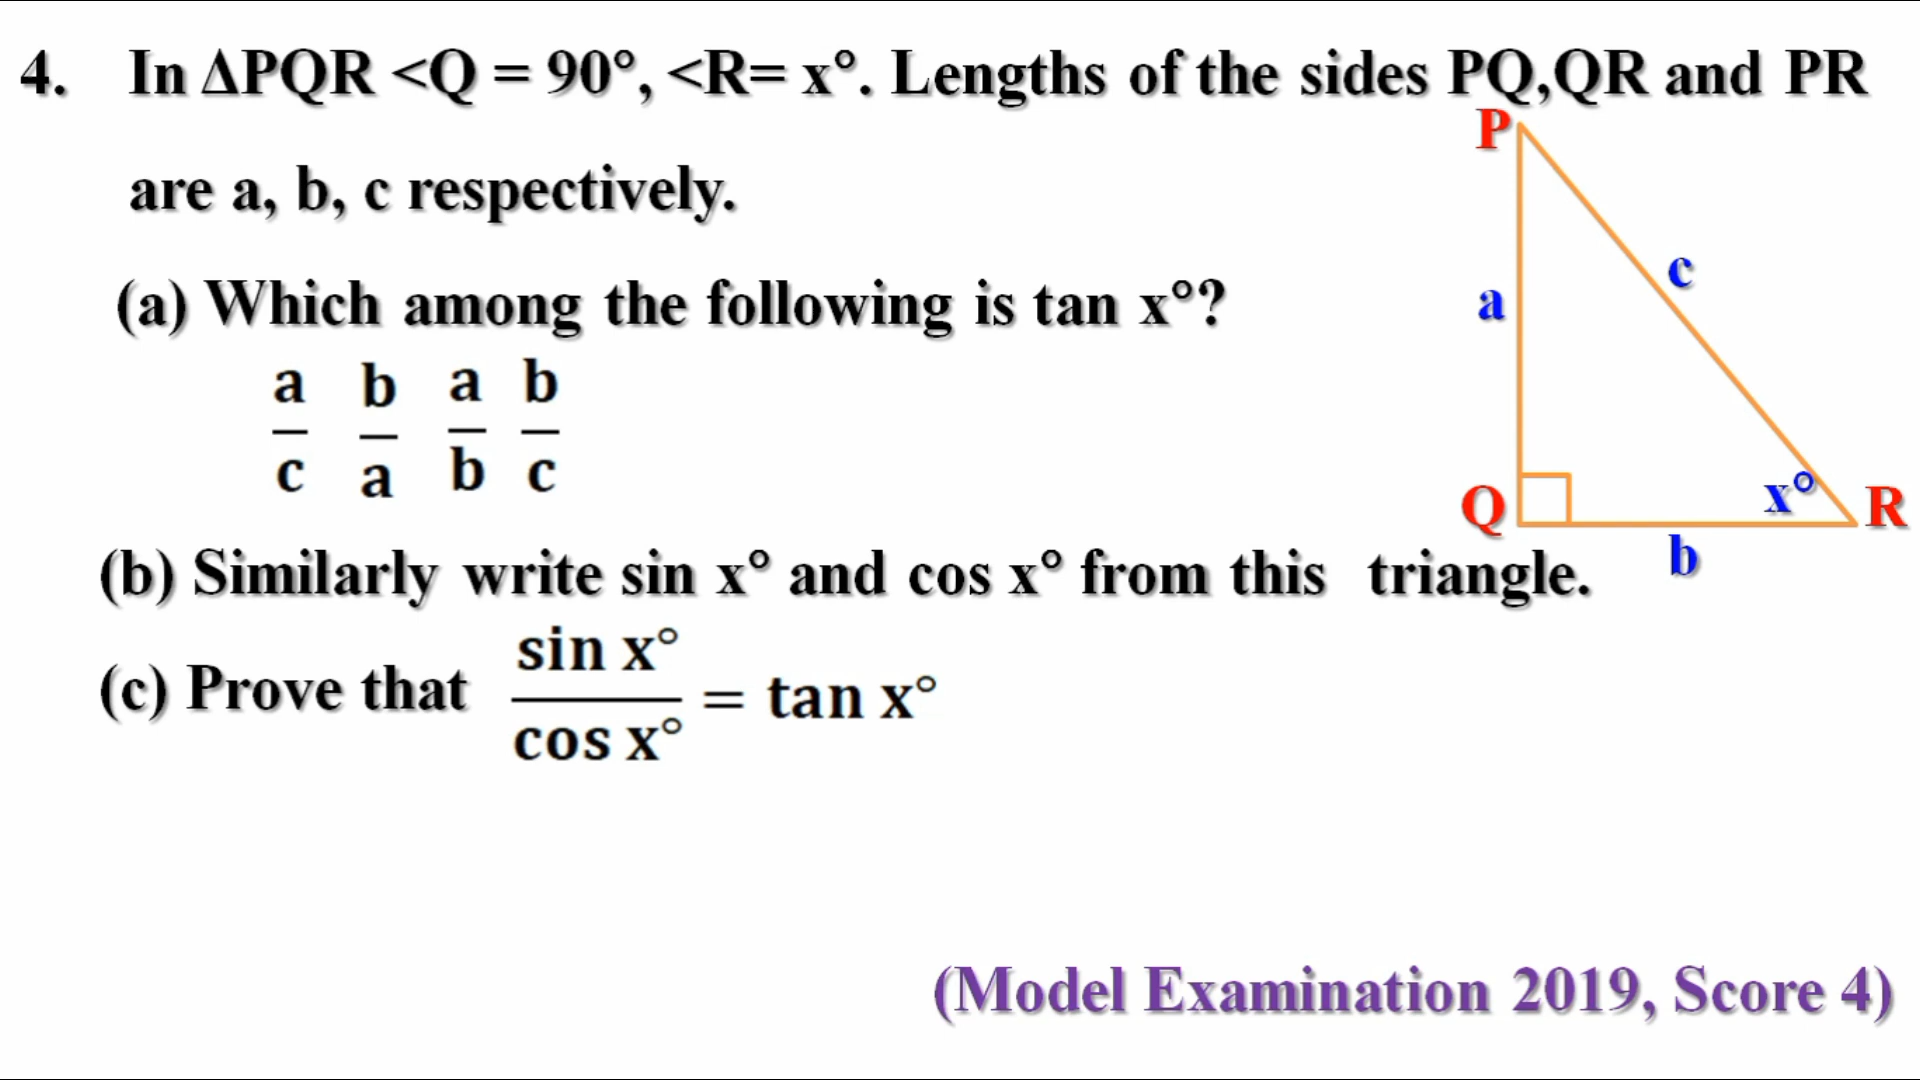 4. In ΔPQR <Q = 90°, <R= x°. Lengths of the sides PQ,QR and PR
are a, b, c respectively.
(a) Which among the following is tan x°?
a/c b/a a/b b/c
(b) Similarly write sin x° and cos x° from this triangle.
(c) Prove that sin x°/cos x° = tan x°
P
c
a
Q
x°
R
b
(Model Examination 2019, Score 4)